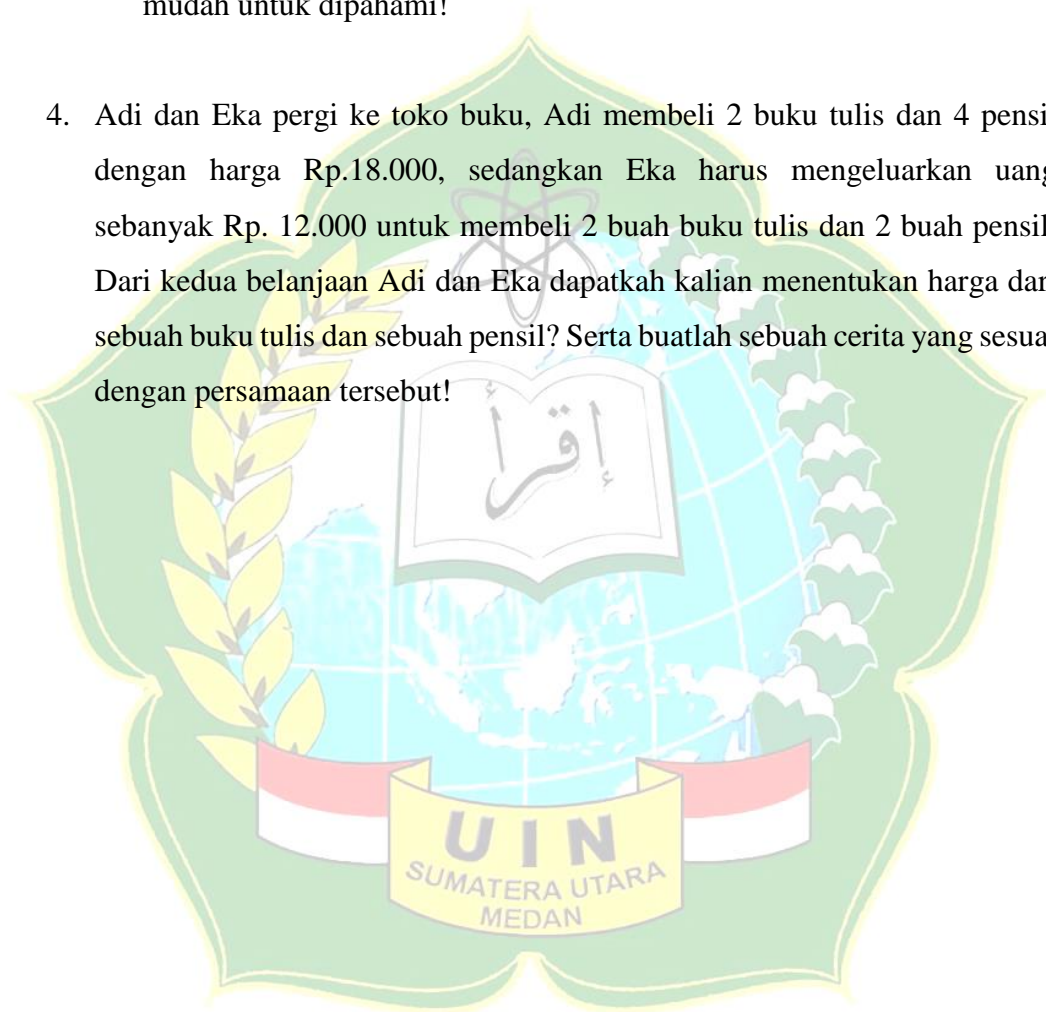 mudah untuk dipahami!
4. Adi dan Eka pergi ke toko buku, Adi membeli 2 buku tulis dan 4 pensi
dengan harga Rp.18.000, sedangkan Eka harus mengeluarkan uang
sebanyak Rp. 12.000 untuk membeli 2 buah buku tulis dan 2 buah pensil
Dari kedua belanjaan Adi dan Eka dapatkah kalian menentukan harga dar
sebuah buku tulis dan sebuah pensil? Serta buatlah sebuah cerita yang sesua
dengan persamaan tersebut!
إقرأ
UIN
SUMATERA UTARA
MEDAN